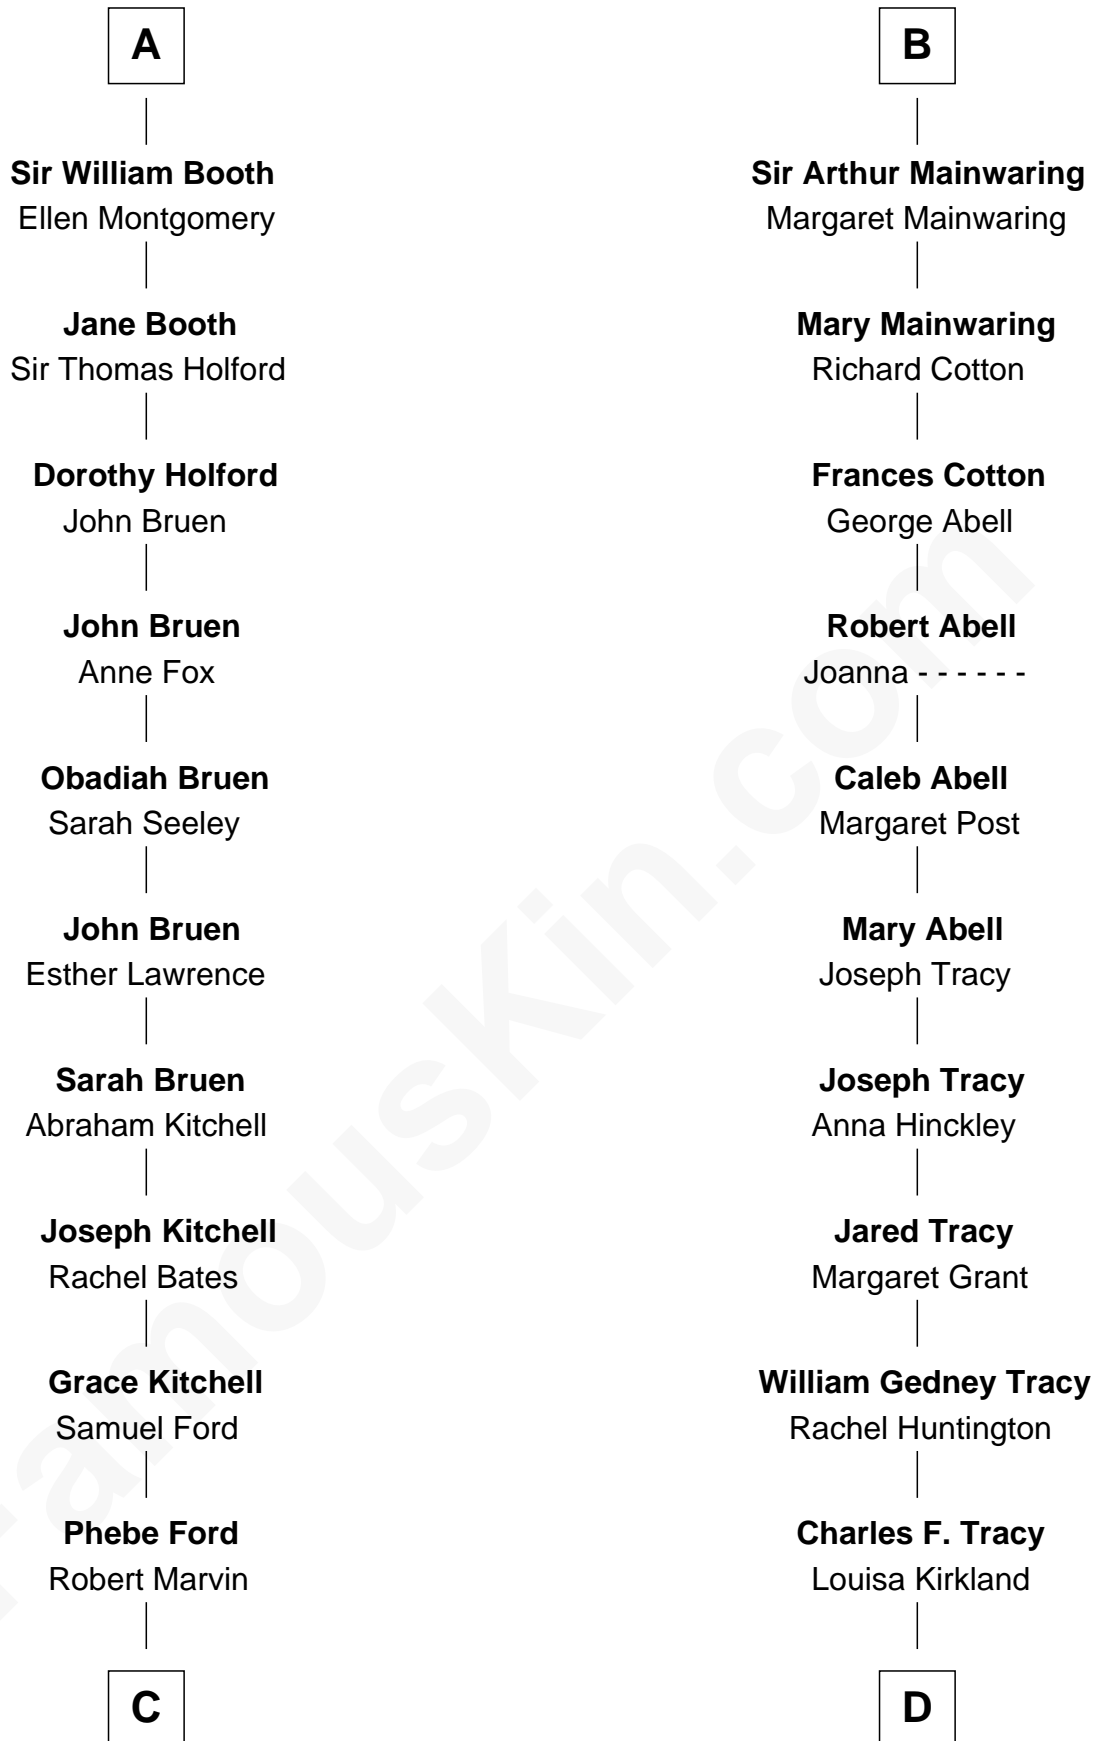 A
Sir William Booth
Ellen Montgomery
Jane Booth
Sir Thomas Holford
Dorothy Holford
John Bruen
John Bruen
Anne Fox
Obadiah Bruen
Sarah Seeley
John Bruen
Esther Lawrence
Sarah Bruen
Abraham Kitchell
Joseph Kitchell
Rachel Bates
Grace Kitchell
Samuel Ford
Phebe Ford
Robert Marvin
C
B
Sir Arthur Mainwaring
Margaret Mainwaring
Mary Mainwaring
Richard Cotton
Frances Cotton
George Abell
Robert Abell
Joanna - - - - - -
Caleb Abell
Margaret Post
Mary Abell
Joseph Tracy
Joseph Tracy
Anna Hinckley
Jared Tracy
Margaret Grant
William Gedney Tracy
Rachel Huntington
Charles F. Tracy
Louisa Kirkland
D
FamousKin.com